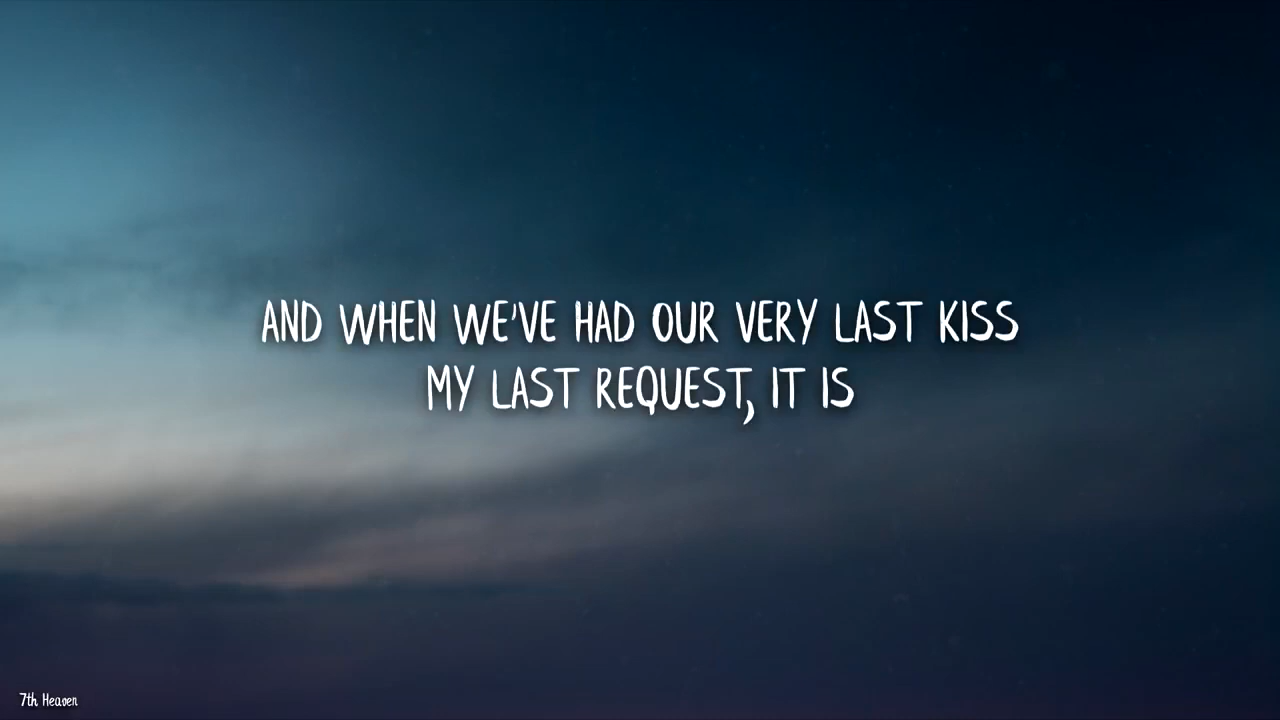 AND WHEN WE'VE HAD OUR VERY LAST KISS
MY LAST REQUEST, IT IS
7th Heaven